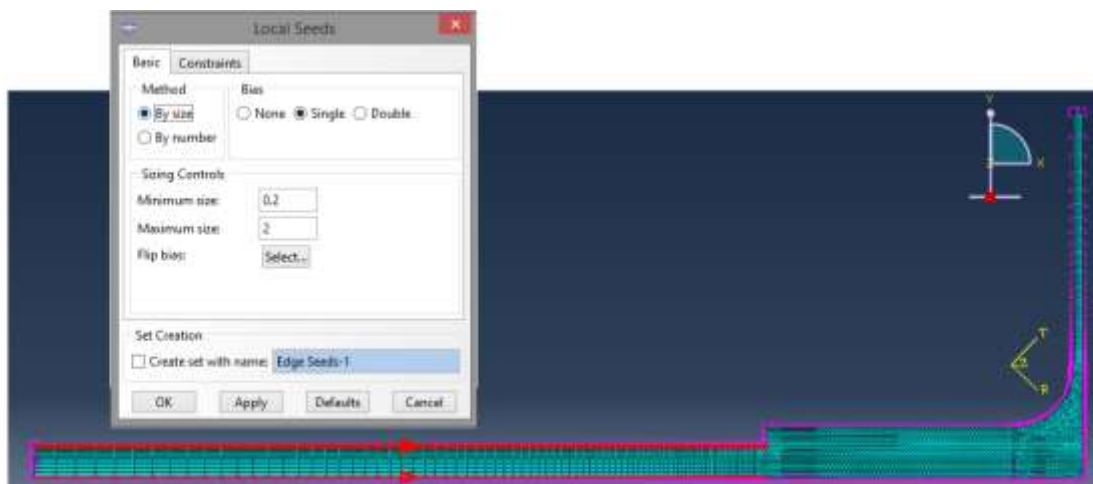 Local Seeds
Basic Constraints
Method Bias
By size None Single Double
By number
Sizing Controls
Minimum size: 0.2
Maximum size: 2
Flip bias: Select...
Set Creation
Create set with name: Edge Seeds-1
OK Apply Defaults Cancel
Y
X
T
Z
R